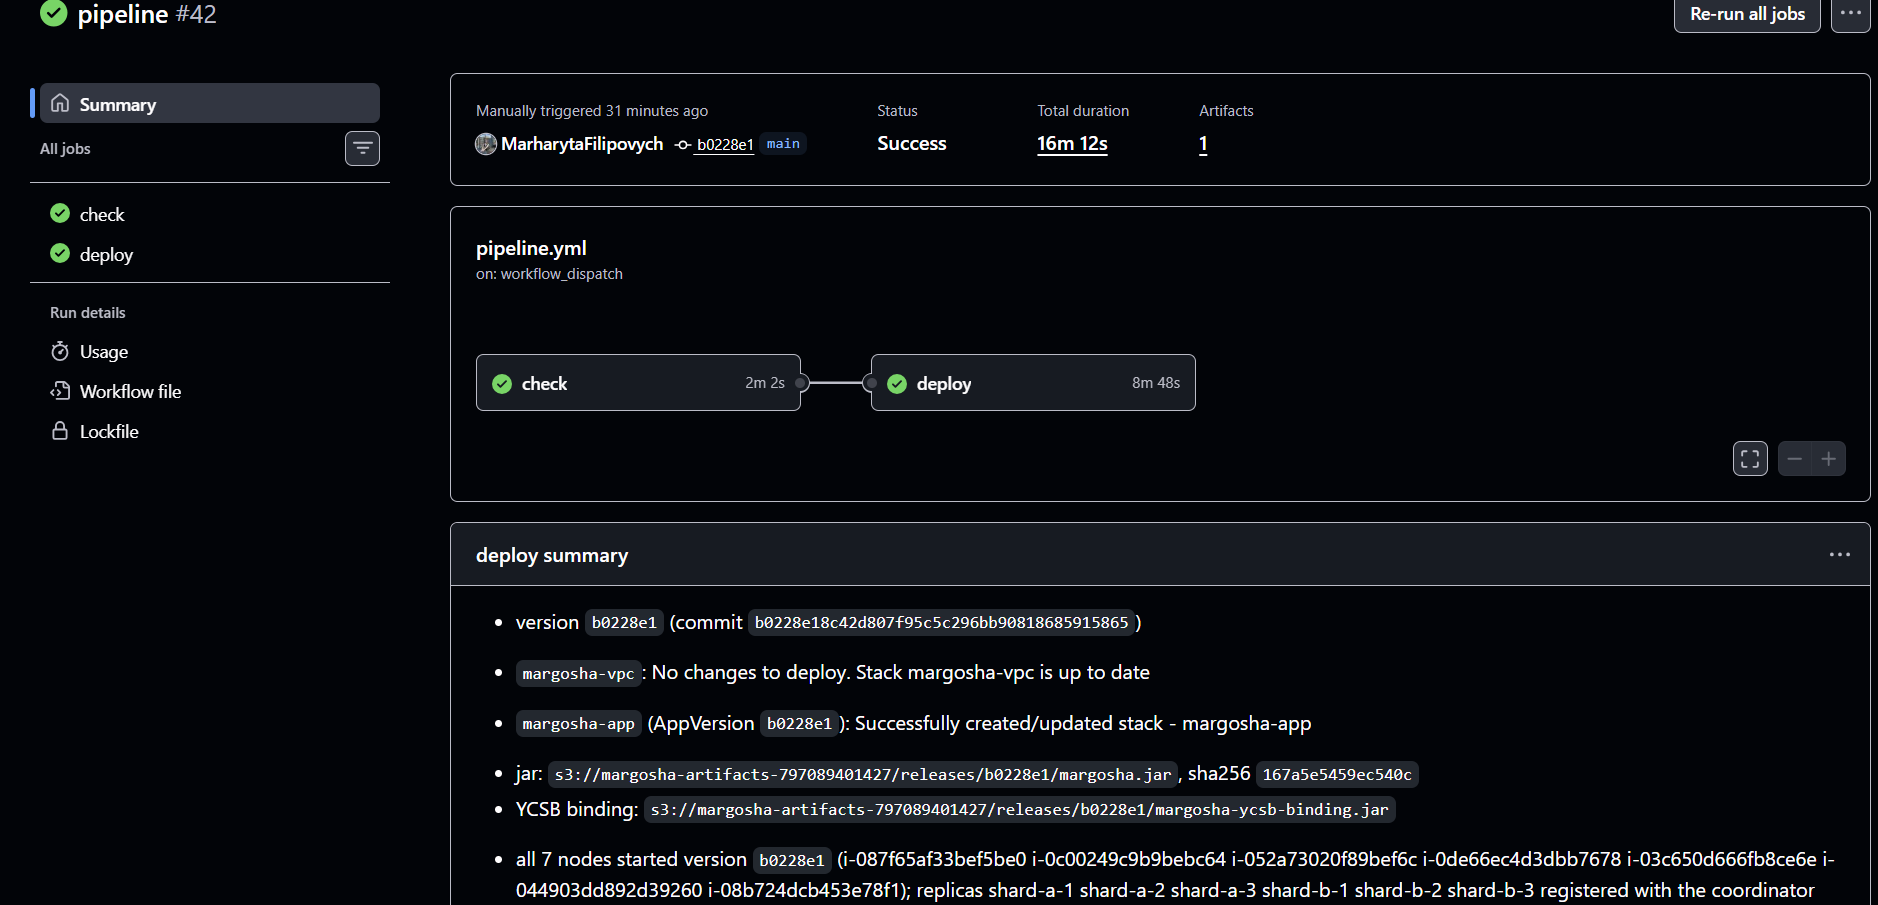 pipeline #42
Re-run all jobs
Summary
All jobs
check
deploy
Run details
Usage
Workflow file
Lockfile
Manually triggered 31 minutes ago
MarharytaFilipovych b0228e1 main
Status
Success
Total duration
16m 12s
Artifacts
1
pipeline.yml
on: workflow_dispatch
check 2m 2s
deploy 8m 48s
deploy summary
version b0228e1 (commit b0228e18c42d807f95c5c296bb90818685915865)
margosha-vpc: No changes to deploy. Stack margosha-vpc is up to date
margosha-app (AppVersion b0228e1): Successfully created/updated stack - margosha-app
jar: s3://margosha-artifacts-797089401427/releases/b0228e1/margosha.jar, sha256 167a5e5459ec540c
YCSB binding: s3://margosha-artifacts-797089401427/releases/b0228e1/margosha-ycsb-binding.jar
all 7 nodes started version b0228e1 (i-087f65af33bef5be0 i-0c00249c9b9bebc64 i-052a73020f89bef6c i-0de66ec4d3dbb7678 i-03c650d666fb8ce6e i-
044903dd892d39260 i-08b724dcb453e78f1); replicas shard-a-1 shard-a-2 shard-a-3 shard-b-1 shard-b-2 shard-b-3 registered with the coordinator